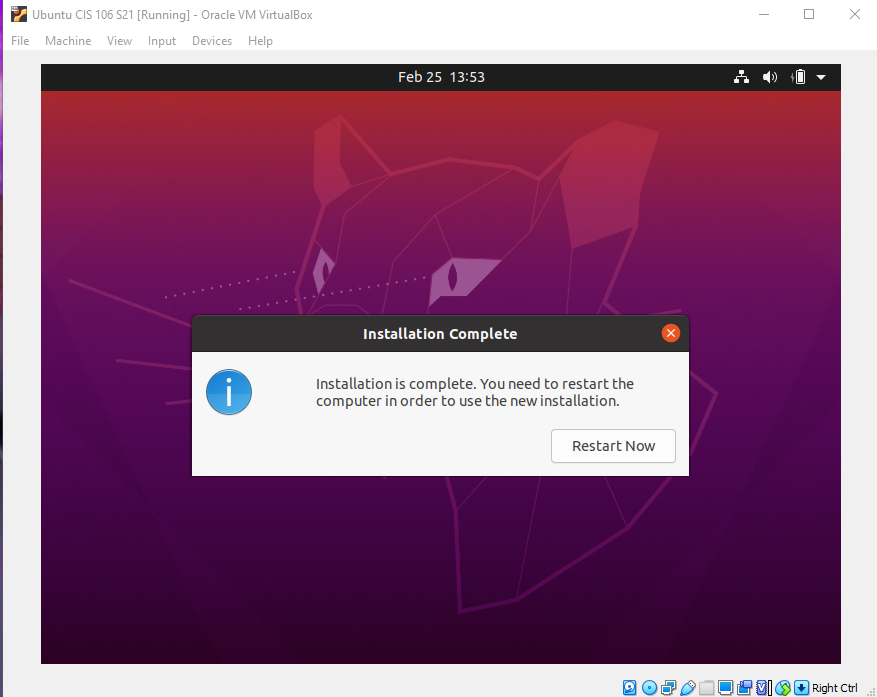 Ubuntu CIS 106 S21 [Running] - Oracle VM VirtualBox
File Machine View Input Devices Help
Feb 25 13:53
Installation Complete
Installation is complete. You need to restart the
computer in order to use the new installation.
Restart Now
Right Ctrl